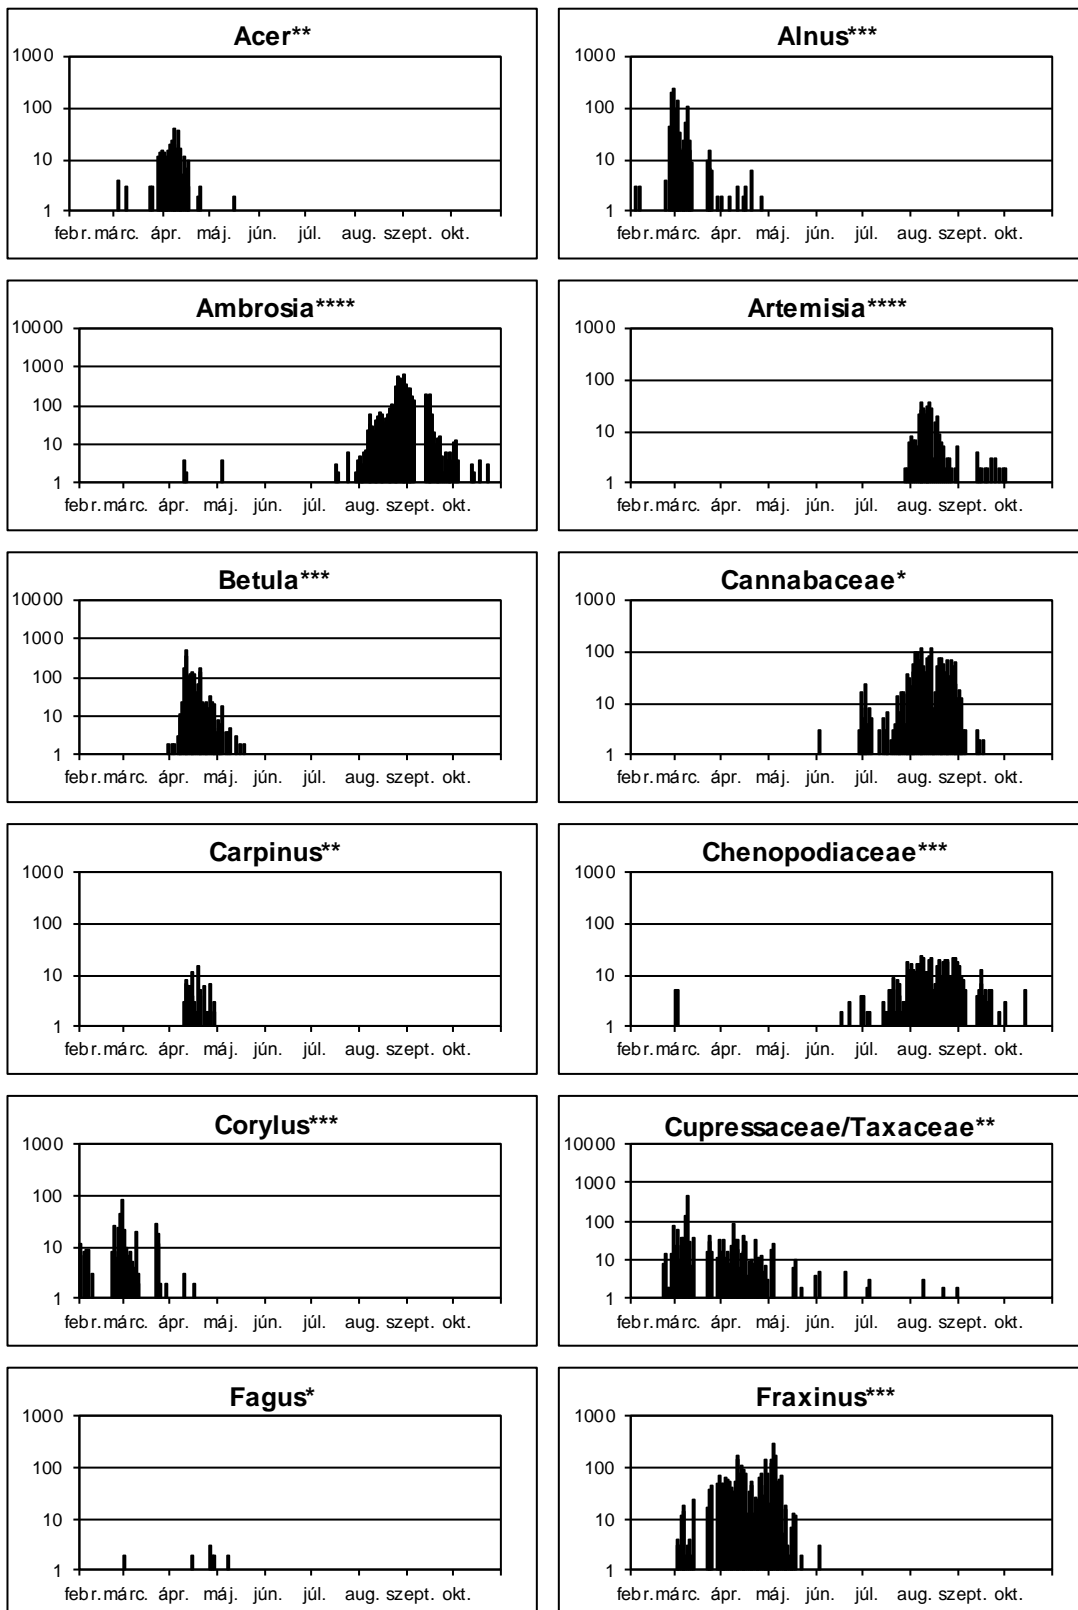 Acer**
1000
100
10
1
febr. márc. ápr. máj. jún. júl. aug. szept. okt.
Alnus***
1000
100
10
1
febr. márc. ápr. máj. jún. júl. aug. szept. okt.
Ambrosia****
10000
1000
100
10
1
febr. márc. ápr. máj. jún. júl. aug. szept. okt.
Artemisia****
1000
100
10
1
febr. márc. ápr. máj. jún. júl. aug. szept. okt.
Betula***
10000
1000
100
10
1
febr. márc. ápr. máj. jún. júl. aug. szept. okt.
Cannabaceae*
1000
100
10
1
febr. márc. ápr. máj. jún. júl. aug. szept. okt.
Carpinus**
1000
100
10
1
febr. márc. ápr. máj. jún. júl. aug. szept. okt.
Chenopodiaceae***
1000
100
10
1
febr. márc. ápr. máj. jún. júl. aug. szept. okt.
Corylus***
1000
100
10
1
febr. márc. ápr. máj. jún. júl. aug. szept. okt.
Cupressaceae/Taxaceae**
10000
1000
100
10
1
febr. márc. ápr. máj. jún. júl. aug. szept. okt.
Fagus*
1000
100
10
1
febr. márc. ápr. máj. jún. júl. aug. szept. okt.
Fraxinus***
1000
100
10
1
febr. márc. ápr. máj. jún. júl. aug. szept. okt.